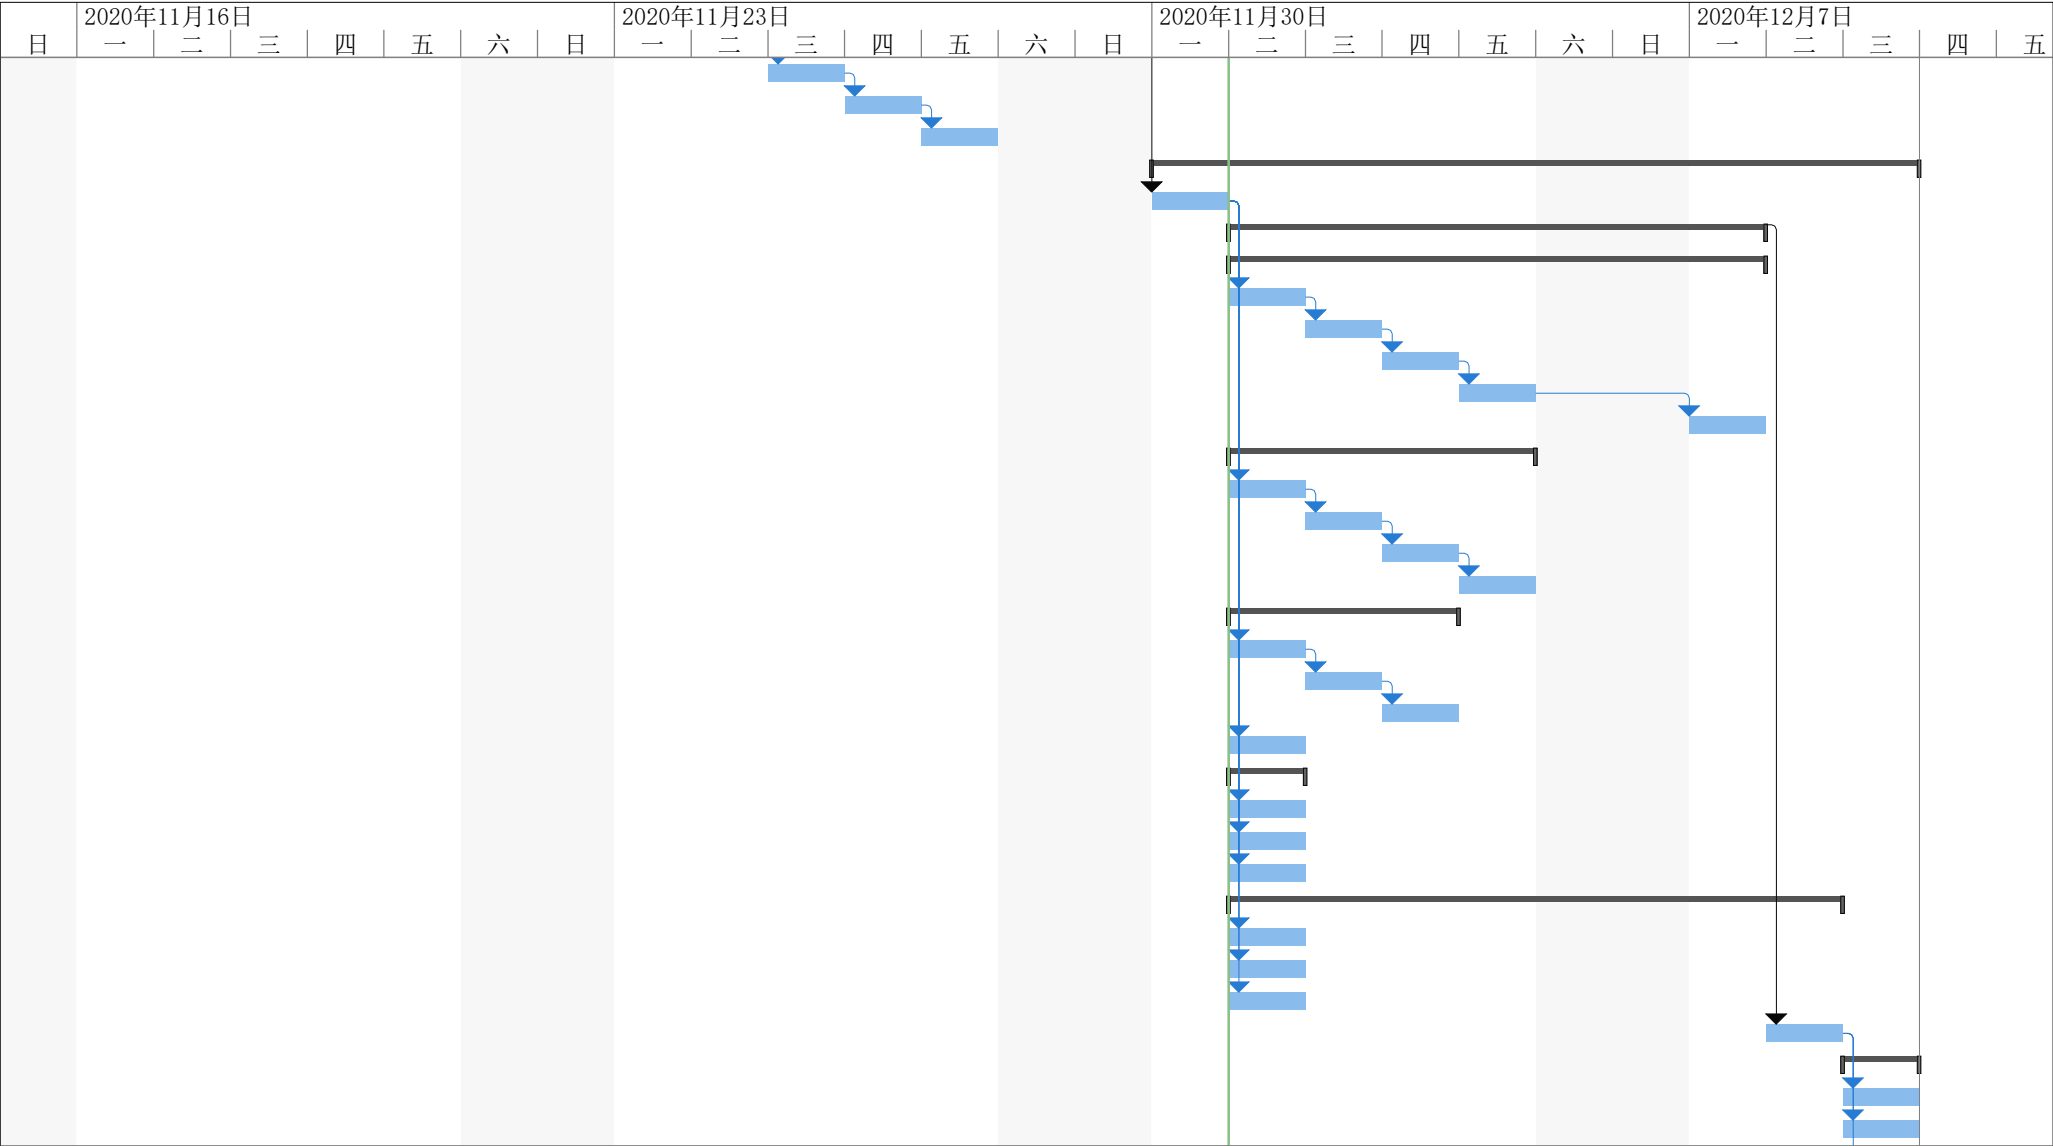 2020年11月16日 2020年11月23日 2020年11月30日 2020年12月7日
日 一 二 三 四 五 六 日 一 二 三 四 五 六 日 一 二 三 四 五 六 日 一 二 三 四 五